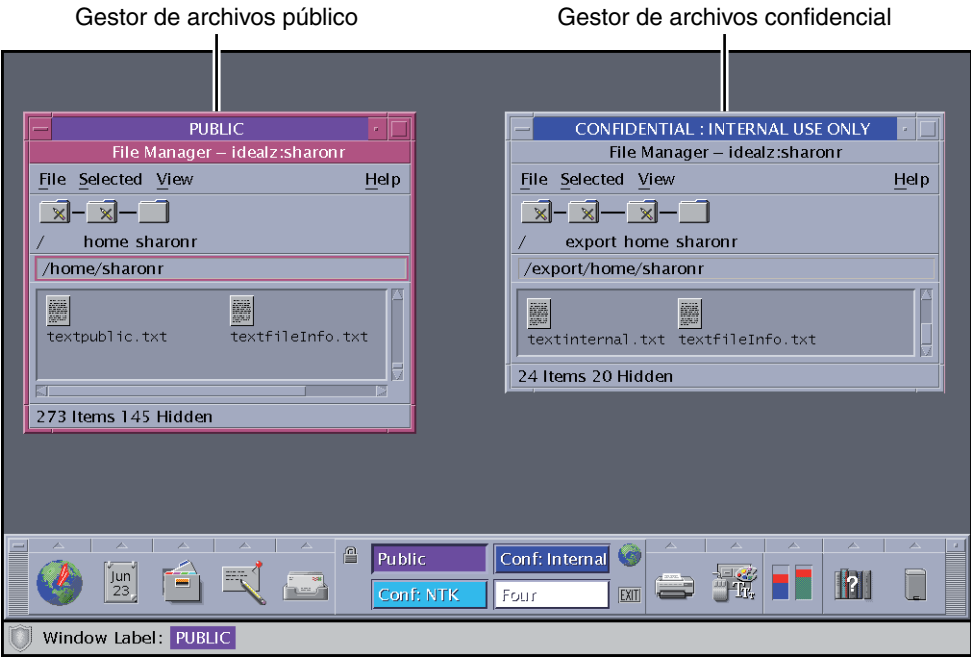 Gestor de archivos público
Gestor de archivos confidencial
PUBLIC
File Manager – idealz:sharonr
File Selected View Help
/ home sharonr
/home/sharonr
textpublic.txt textfileInfo.txt
273 Items 145 Hidden
CONFIDENTIAL : INTERNAL USE ONLY
File Manager – idealz:sharonr
File Selected View Help
/ export home sharonr
/export/home/sharonr
textinternal.txt textfileInfo.txt
24 Items 20 Hidden
Jun
23
Public
Conf: Internal
Conf: NTK
Four
EXIT
?
Window Label: PUBLIC